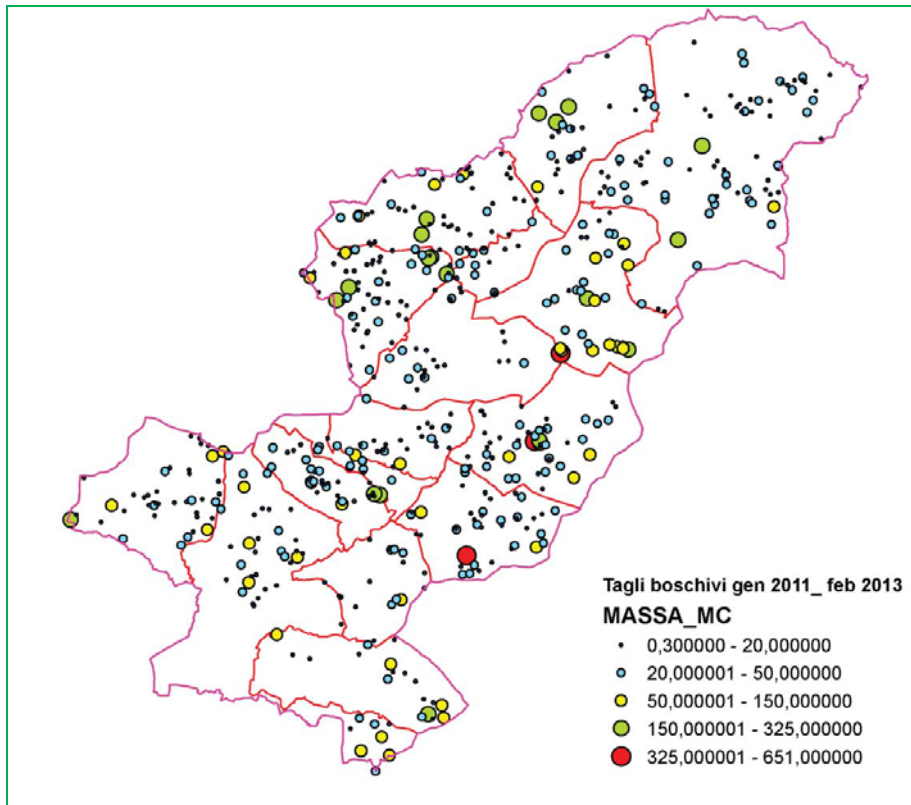 Tagli boschivi gen 2011_ feb 2013
MASSA_MC
0,300000 - 20,000000
20,000001 - 50,000000
50,000001 - 150,000000
150,000001 - 325,000000
325,000001 - 651,000000